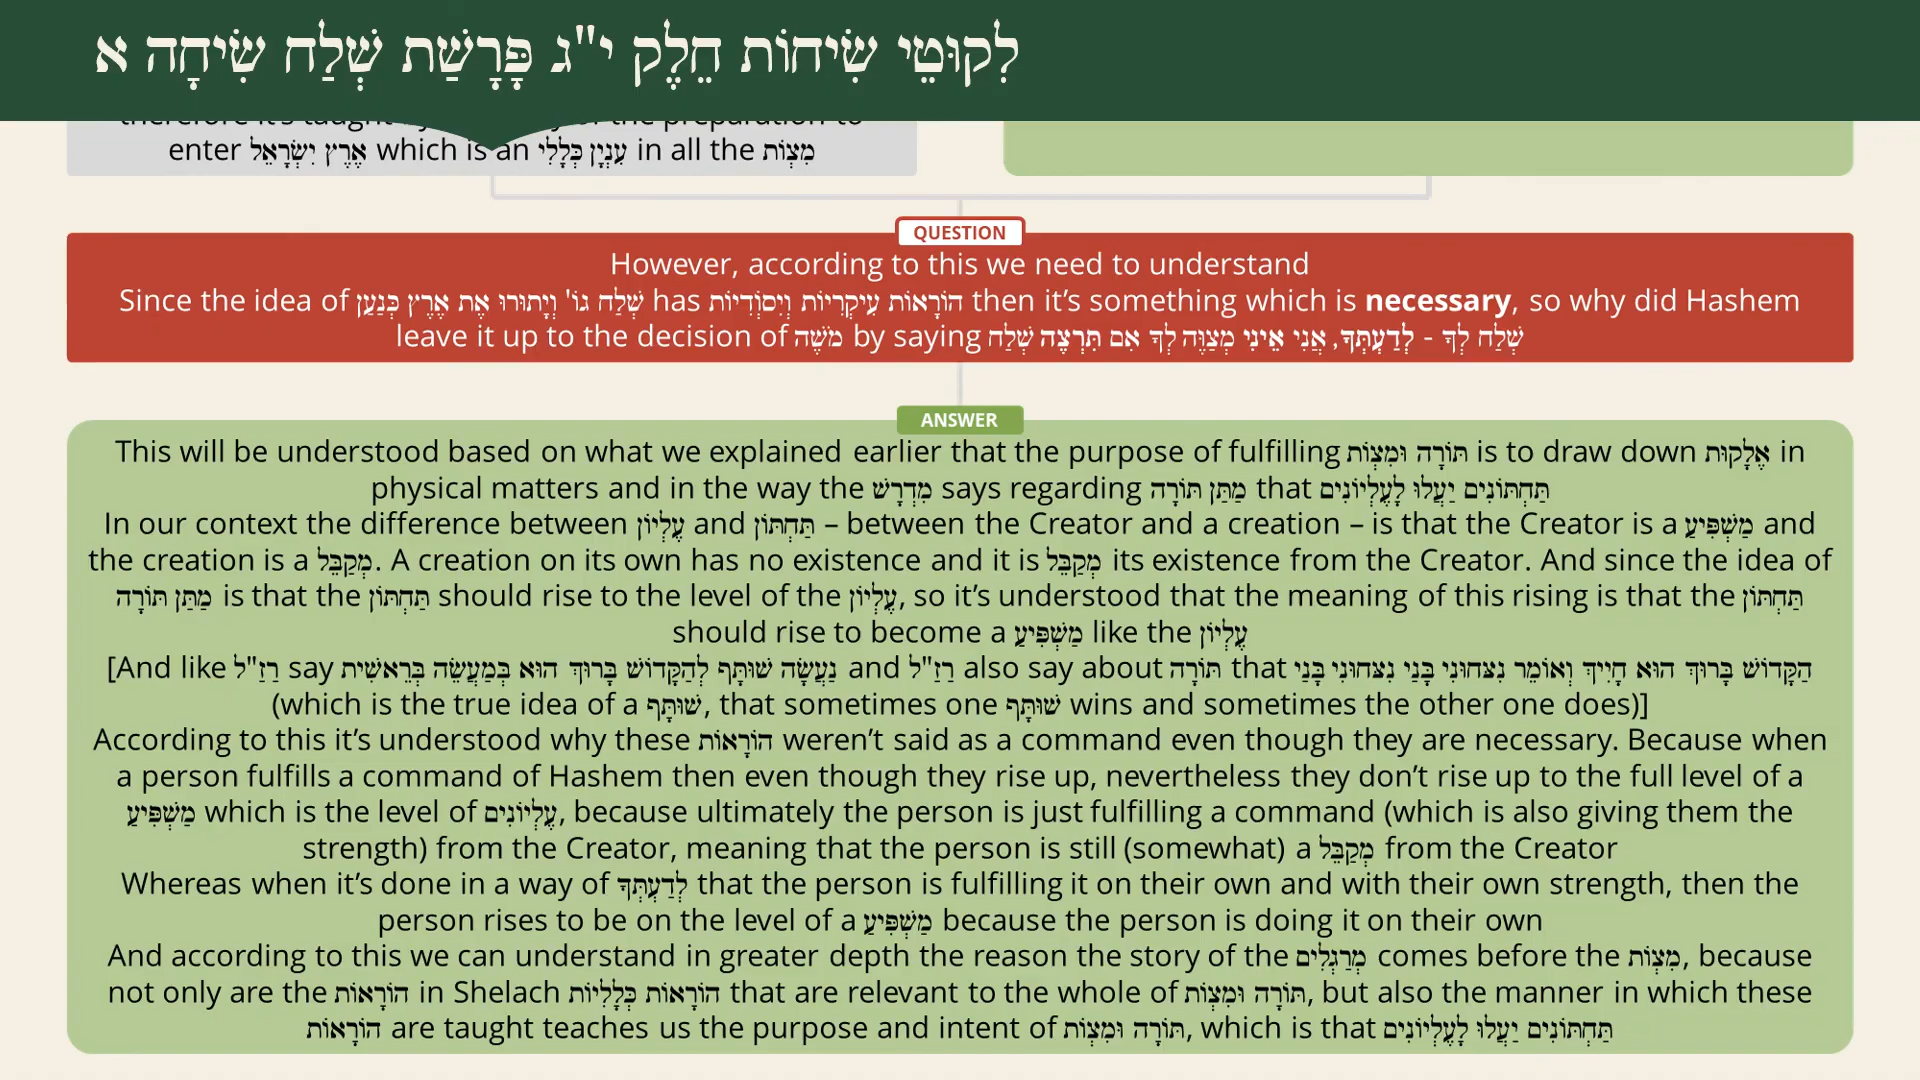 לִקוּטֵי שִׂיחוֹת חֵלֶק י"ג פָּרָשַׁת שְׁלַח שִׂיחָה א
enter אֶרֶץ יִשְׂרָאֵל which is an עִנְיָן כְּלָלִי in all the מִצְוֹת
QUESTION
However, according to this we need to understand
Since the idea of שְׁלַח גוֹ' וְיָתוּרוּ אֶת אֶרֶץ כְּנַעַן has הוֹרָאוֹת עִיקָרִיּוֹת וְיִסוֹדִיּוֹת then it’s something which is necessary, so why did Hashem
leave it up to the decision of מֹשֶׁה by saying שְׁלַח לְךָ - לְדַעְתְּךָ, אֲנִי אֵינִי מְצַוֶּה לְךָ אִם תִּרְצֶה שְׁלַח
ANSWER
This will be understood based on what we explained earlier that the purpose of fulfilling תּוֹרָה וּמִצְוֹת is to draw down אֱלָקוּת in
physical matters and in the way the מִדְרָשׁ says regarding מַתַּן תּוֹרָה that תַּחְתּוֹנִים יַעֲלוּ לָעֶלְיוֹנִים
In our context the difference between עֶלְיוֹן and תַּחְתּוֹן – between the Creator and a creation – is that the Creator is a מַשְׁפִּיעַ and
the creation is a מְקַבֵּל. A creation on its own has no existence and it is מְקַבֵּל its existence from the Creator. And since the idea of
מַתַּן תּוֹרָה is that the תַּחְתּוֹן should rise to the level of the עֶלְיוֹן, so it’s understood that the meaning of this rising is that the תַּחְתּוֹן
should rise to become a מַשְׁפִּיעַ like the עֶלְיוֹן
[And like רַזַ"ל say נַעֲשָׂה שׁוּתָּף לְהַקָּדוֹשׁ בָּרוּךְ הוּא בְּמַעֲשֵׂה בְּרֵאשִׁית and רַזַ"ל also say about תּוֹרָה that הַקָּדוֹשׁ בָּרוּךְ הוּא חָיֵיךְ וְאוֹמֵר נִצְּחוּנִי בָּנַי נִצְּחוּנִי בָּנַי
(which is the true idea of a שׁוּתָּף, that sometimes one שׁוּתָּף wins and sometimes the other one does)]
According to this it’s understood why these הוֹרָאוֹת weren’t said as a command even though they are necessary. Because when
a person fulfills a command of Hashem then even though they rise up, nevertheless they don’t rise up to the full level of a
מַשְׁפִּיעַ which is the level of עֶלְיוֹנִים, because ultimately the person is just fulfilling a command (which is also giving them the
strength) from the Creator, meaning that the person is still (somewhat) a מְקַבֵּל from the Creator
Whereas when it’s done in a way of לְדַעְתְּךָ that the person is fulfilling it on their own and with their own strength, then the
person rises to be on the level of a מַשְׁפִּיעַ because the person is doing it on their own
And according to this we can understand in greater depth the reason the story of the מְרַגְּלִים comes before the מִצְוֹת, because
not only are the הוֹרָאוֹת in Shelach הוֹרָאוֹת כְּלָלִיּוֹת that are relevant to the whole of תּוֹרָה וּמִצְוֹת, but also the manner in which these
הוֹרָאוֹת are taught teaches us the purpose and intent of תּוֹרָה וּמִצְוֹת, which is that תַּחְתּוֹנִים יַעֲלוּ לָעֶלְיוֹנִים